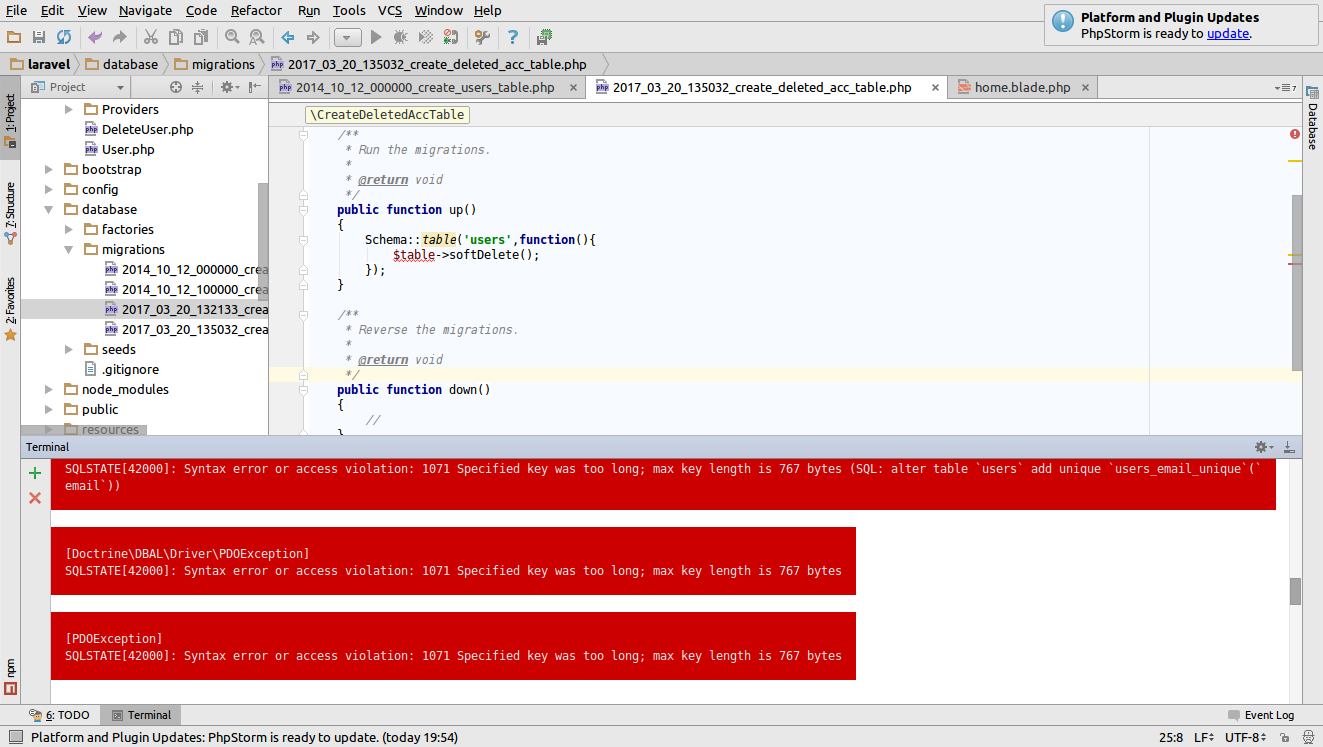 File Edit View Navigate Code Refactor Run Tools VCS Window Help
Platform and Plugin Updates
PhpStorm is ready to update.
laravel database migrations 2017_03_20_135032_create_deleted_acc_table.php
Project
2014_10_12_000000_create_users_table.php 2017_03_20_135032_create_deleted_acc_table.php home.blade.php 7
1: Project
7: Structure
2: Favorites
npm
Database
Providers
DeleteUser.php
User.php
bootstrap
config
database
factories
migrations
2014_10_12_000000_crea
2014_10_12_100000_crea
2017_03_20_132133_crea
2017_03_20_135032_crea
seeds
.gitignore
node_modules
public
resources
\CreateDeletedAccTable
/**
* Run the migrations.
*
* @return void
*/
public function up()
{
Schema::table('users',function(){
$table->softDelete();
});
}
/**
* Reverse the migrations.
*
* @return void
*/
public function down()
{
//
}
Terminal
SQLSTATE[42000]: Syntax error or access violation: 1071 Specified key was too long; max key length is 767 bytes (SQL: alter table `users` add unique `users_email_unique`(`
email`))
[Doctrine\DBAL\Driver\PDOException]
SQLSTATE[42000]: Syntax error or access violation: 1071 Specified key was too long; max key length is 767 bytes
[PDOException]
SQLSTATE[42000]: Syntax error or access violation: 1071 Specified key was too long; max key length is 767 bytes
6: TODO Terminal Event Log
Platform and Plugin Updates: PhpStorm is ready to update. (today 19:54) 25:8 LF UTF-8